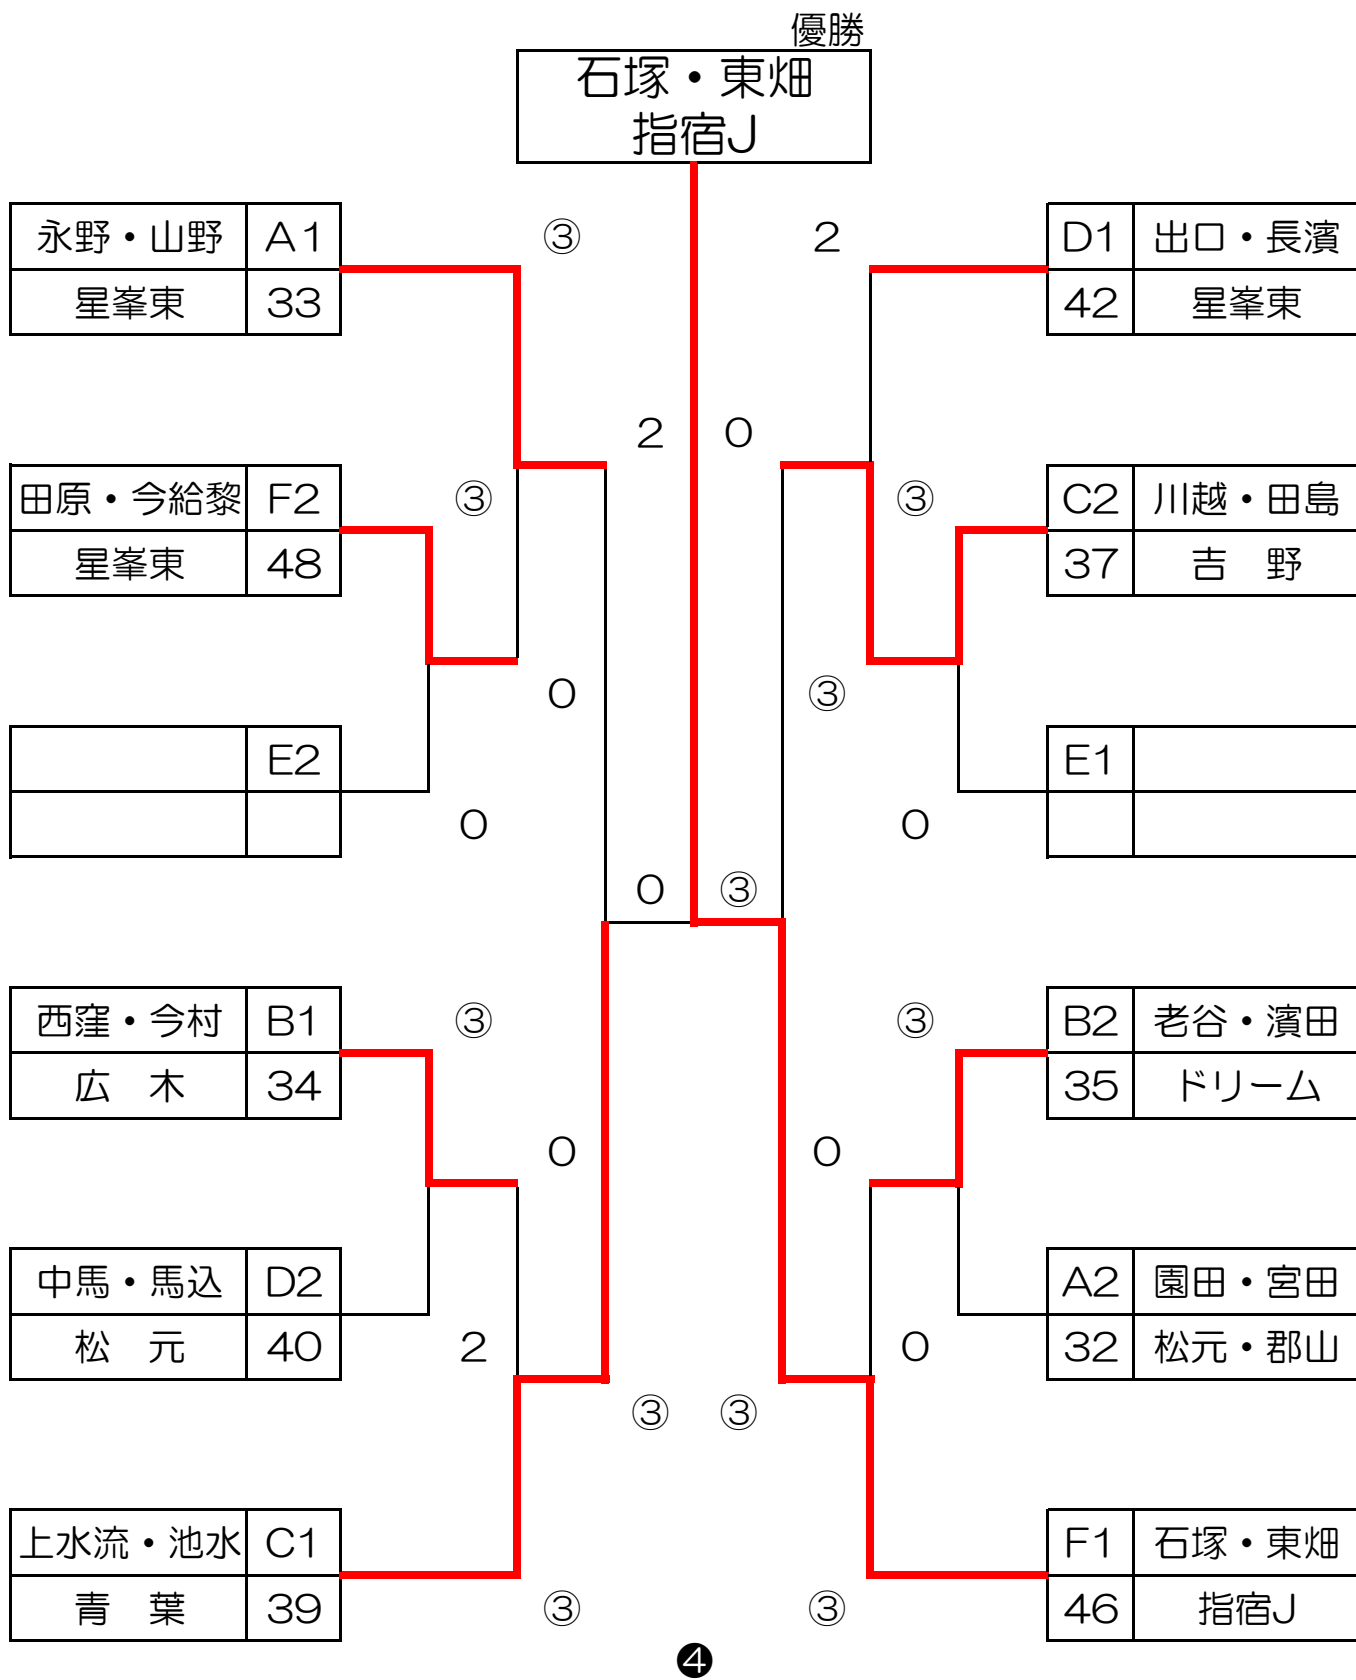 優勝
石塚・東畑
指宿J
永野・山野 A1 ③ 2 D1 出口・長濱
星峯東 33 42 星峯東
2 0
田原・今給黎 F2 ③ ③ C2 川越・田島
星峯東 48 37 吉 野
0 ③
E2 E1
0 0
0 ③
西窪・今村 B1 ③ ③ B2 老谷・濱田
広 木 34 35 ドリーム
0 0
中馬・馬込 D2 A2 園田・宮田
松 元 40 2 0 32 松元・郡山
③ ③
上水流・池水 C1 F1 石塚・東畑
青 葉 39 ③ ③ 46 指宿J
❹